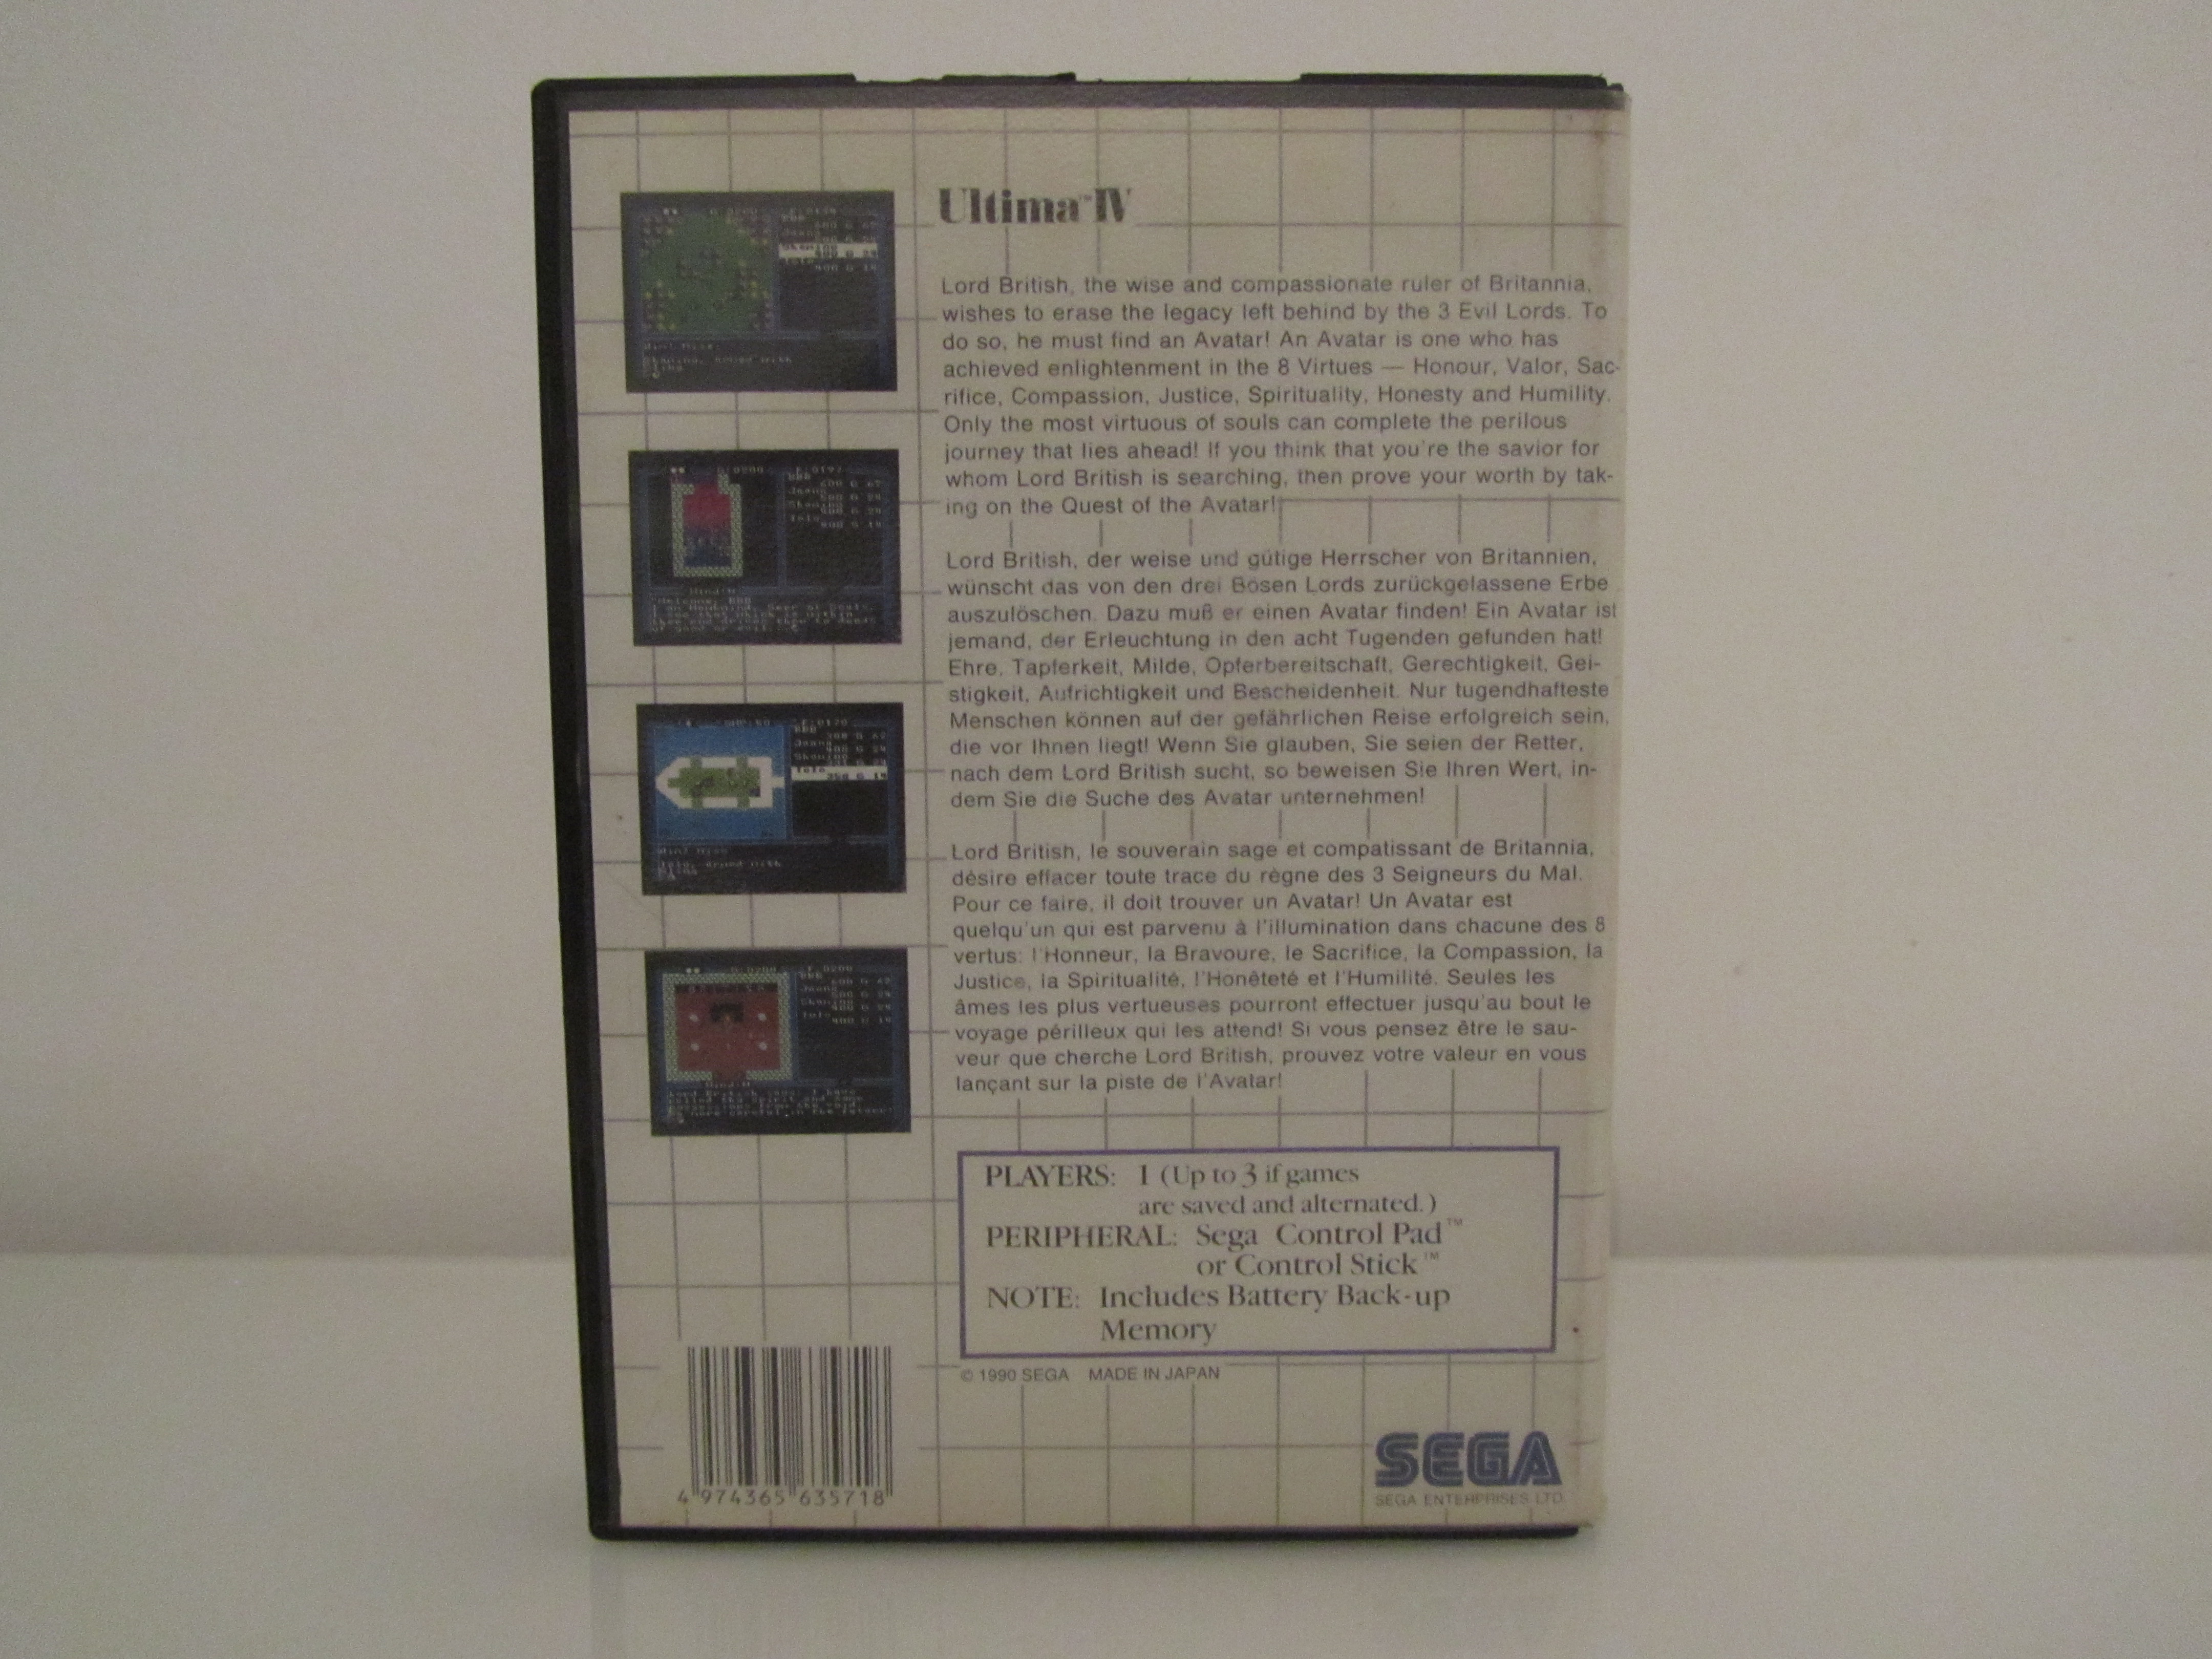 Ultima™ IV
Lord British, the wise and compassionate ruler of Britannia,
wishes to erase the legacy left behind by the 3 Evil Lords. To
do so, he must find an Avatar! An Avatar is one who has
achieved enlightenment in the 8 Virtues — Honour, Valor, Sac-
rifice, Compassion, Justice, Spirituality, Honesty and Humility.
Only the most virtuous of souls can complete the perilous
journey that lies ahead! If you think that you're the savior for
whom Lord British is searching, then prove your worth by tak-
ing on the Quest of the Avatar!
Lord British, der weise und gütige Herrscher von Britannien,
wünscht das von den drei Bösen Lords zurückgelassene Erbe
auszulöschen. Dazu muß er einen Avatar finden! Ein Avatar ist
jemand, der Erleuchtung in den acht Tugenden gefunden hat!
Ehre, Tapferkeit, Milde, Opferbereitschaft, Gerechtigkeit, Gei-
stigkeit, Aufrichtigkeit und Bescheidenheit. Nur tugendhafteste
Menschen können auf der gefährlichen Reise erfolgreich sein,
die vor Ihnen liegt! Wenn Sie glauben, Sie seien der Retter,
nach dem Lord British sucht, so beweisen Sie Ihren Wert, in-
dem Sie die Suche des Avatar unternehmen!
Lord British, le souverain sage et compatissant de Britannia,
désire effacer toute trace du règne des 3 Seigneurs du Mal.
Pour ce faire, il doit trouver un Avatar! Un Avatar est
quelqu'un qui est parvenu à l'illumination dans chacune des 8
vertus: l'Honneur, la Bravoure, le Sacrifice, la Compassion, la
Justice, la Spiritualité, l'Honêteté et l'Humilité. Seules les
âmes les plus vertueuses pourront effectuer jusqu'au bout le
voyage périlleux qui les attend! Si vous pensez être le sau-
veur que cherche Lord British, prouvez votre valeur en vous
lançant sur la piste de l'Avatar!
PLAYERS: 1 (Up to 3 if games
are saved and alternated.)
PERIPHERAL: Sega Control Pad™
or Control Stick™
NOTE: Includes Battery Back-up
Memory
© 1990 SEGA MADE IN JAPAN
4 974365 635718
SEGA
SEGA ENTERPRISES LTD.